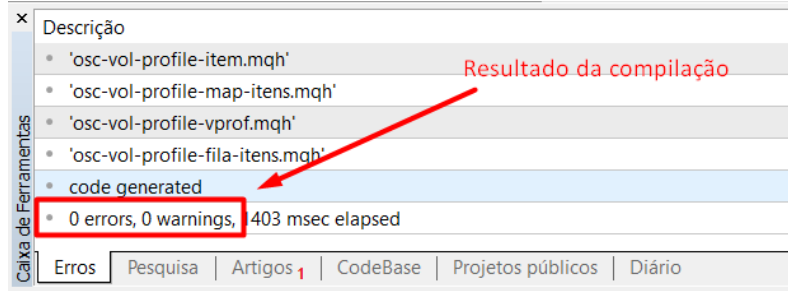 ×
Descrição
'osc-vol-profile-item.mqh'
Resultado da compilação
'osc-vol-profile-map-itens.mqh'
'osc-vol-profile-vprof.mqh'
'osc-vol-profile-fila-itens.mqh'
code generated
0 errors, 0 warnings, 1403 msec elapsed
Caixa de Ferramentas
Erros | Pesquisa | Artigos 1 | CodeBase | Projetos públicos | Diário